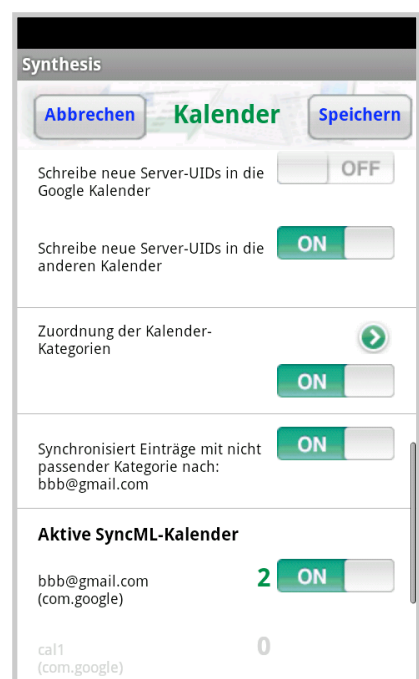 Synthesis
Abbrechen Kalender Speichern
Schreibe neue Server-UIDs in die OFF
Google Kalender
Schreibe neue Server-UIDs in die ON
anderen Kalender
Zuordnung der Kalender-
Kategorien
ON
Synchronisiert Einträge mit nicht ON
passender Kategorie nach:
bbb@gmail.com
Aktive SyncML-Kalender
bbb@gmail.com 2 ON
(com.google)
cal1 0
(com.google)